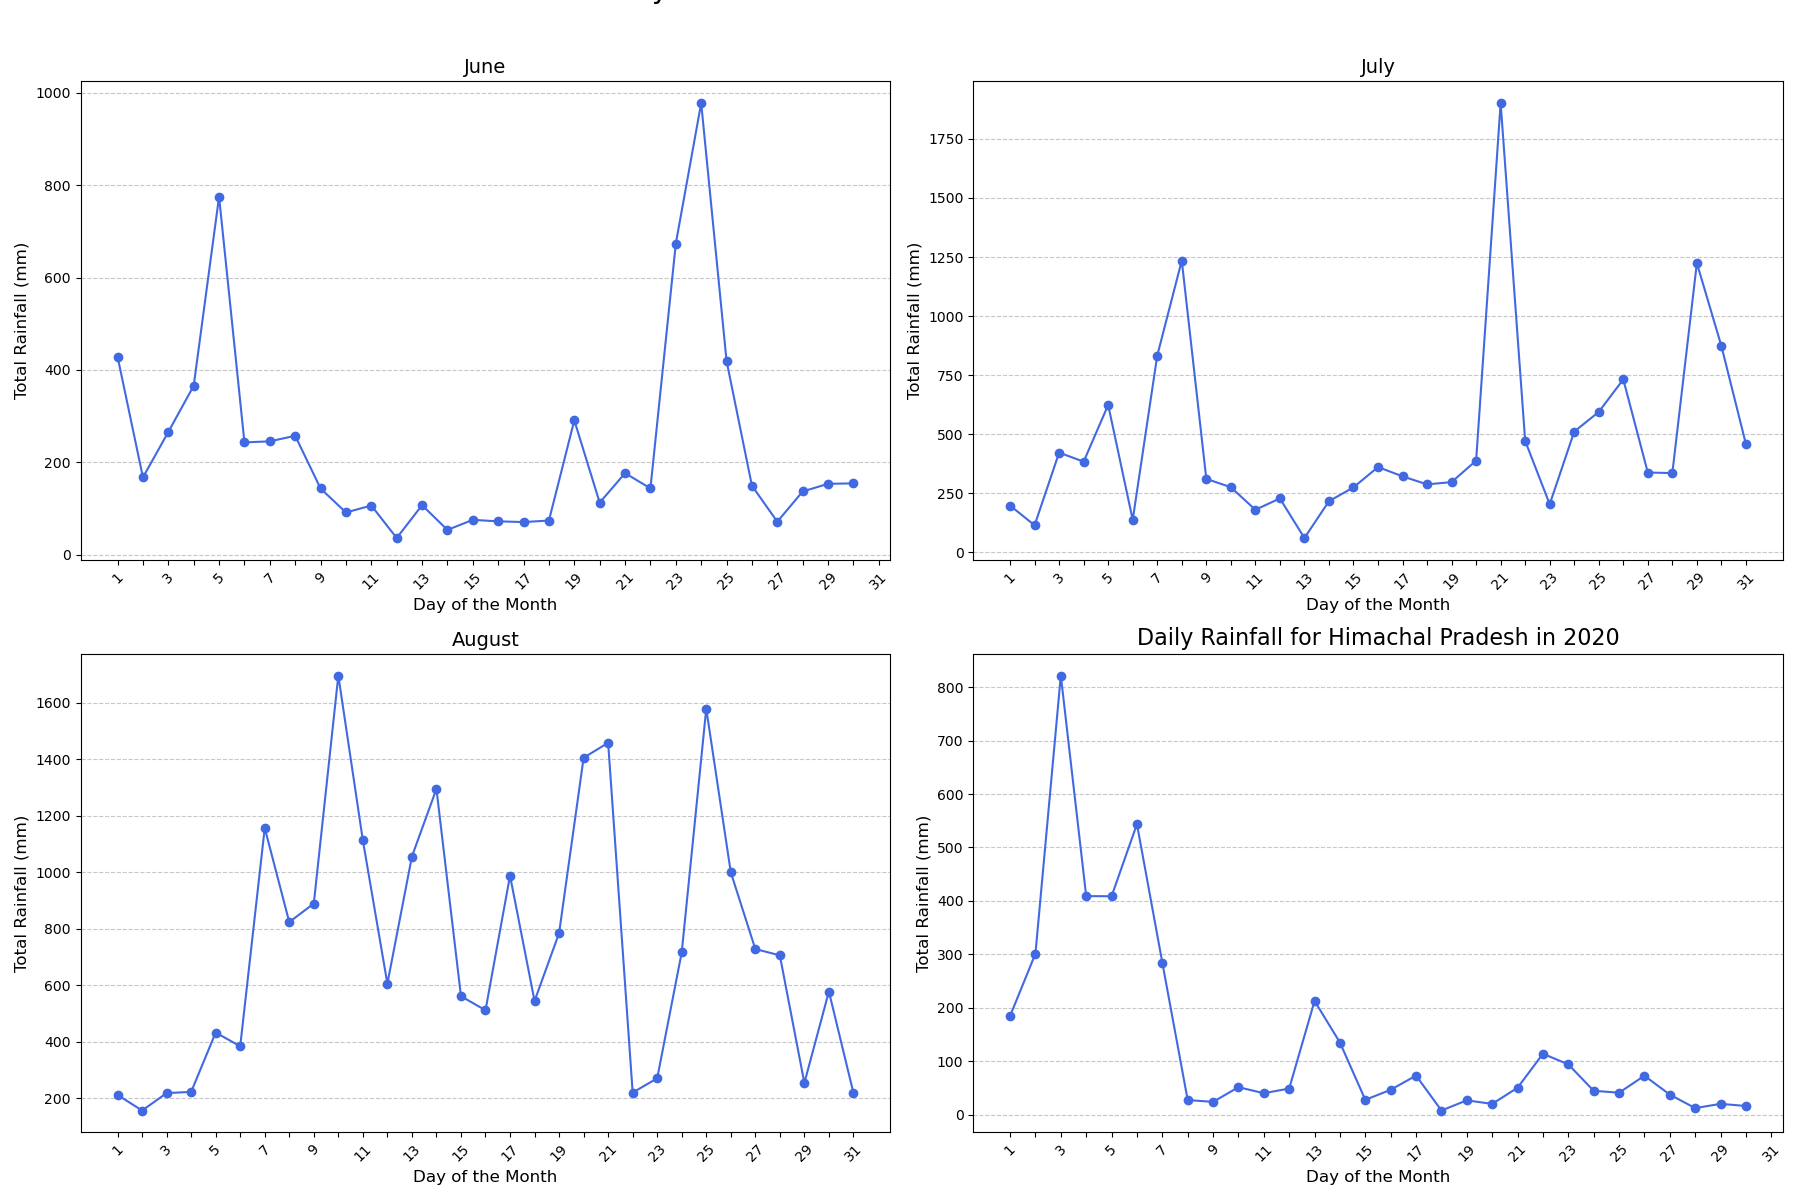 June
1000
800
600
400
200
0
Total Rainfall (mm)
1 3 5 7 9 11 13 15 17 19 21 23 25 27 29 31
Day of the Month
July
1750
1500
1250
1000
750
500
250
0
Total Rainfall (mm)
1 3 5 7 9 11 13 15 17 19 21 23 25 27 29 31
Day of the Month
August
1600
1400
1200
1000
800
600
400
200
Total Rainfall (mm)
1 3 5 7 9 11 13 15 17 19 21 23 25 27 29 31
Day of the Month
Daily Rainfall for Himachal Pradesh in 2020
800
700
600
500
400
300
200
100
0
Total Rainfall (mm)
1 3 5 7 9 11 13 15 17 19 21 23 25 27 29 31
Day of the Month